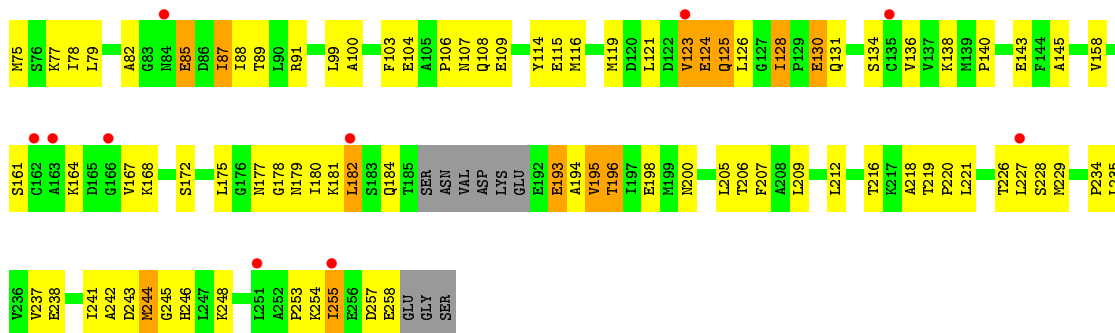 M75 S76 K77 I78 L79 A82 G83 N84 E85 D86 I87 I88 T89 L90 R91 L99 A100 F103 E104 A105 P106 N107 Q108 E109 Y114 E115 M116 M119 D120 L121 D122 V123 E124 Q125 L126 G127 I128 P129 E130 Q131 S134 C135 V136 V137 K138 M139 P140 E143 F144 A145 V158
S161 C162 A163 K164 D165 G166 V167 K168 S172 L175 G176 N177 G178 N179 I180 K181 L182 S183 Q184 T185 SER ASN VAL ASP LYS GLU E192 E193 A194 V195 T196 I197 E198 M199 N200 L205 T206 F207 A208 L209 L212 T216 K217 A218 T219 P220 L221 T226 L227 S228 M229 P234 L235
V236 V237 E238 I241 A242 D243 M244 G245 H246 L247 K248 L251 A252 P253 K254 I255 E256 D257 E258 GLU GLY SER